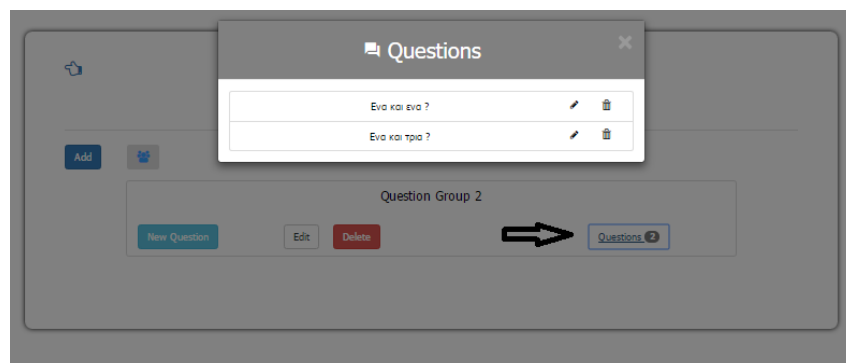 Questions
×
Ενα και ενα ?
Ενα και τρια ?
Add
Question Group 2
New Question Edit Delete Questions 2